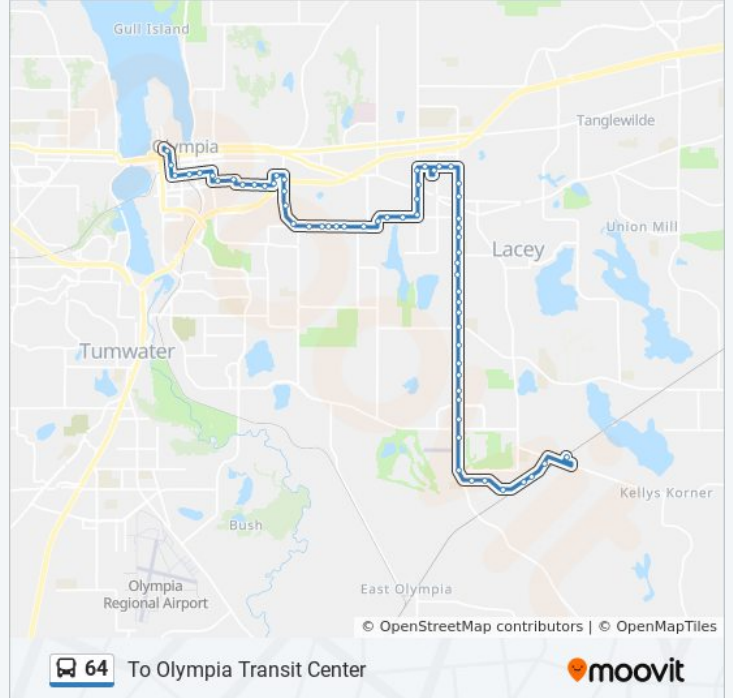 Gull Island
Tanglewilde
Olympia
Union Mill
Lacey
Tumwater
Kellys Korner
Bush
Olympia
Regional Airport
East Olympia
© OpenStreetMap contributors | © OpenMapTiles
64 To Olympia Transit Center
moovit